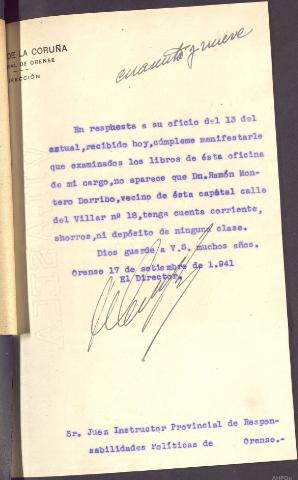 DE LA CORUÑA
AL DE ORENSE
RECCIÓN
cuarenta y nueve
En respuesta a su oficio del 13 del
actual,recibido hoy,cúmpleme manifestarle
que examinados los libros de ésta oficina
de mi cargo,no aparece que Dn.Ramón Mon-
tero Dorribo,vecino de ésta capital calle
del Villar nº 18,tenga cuenta corriente,
ahorros,ni depósito de ninguna clase.
Dios guarde a V.S. muchos años.
Orense 17 de setiembre de 1.941
El Director.
Sr. Juez Instructor Provincial de Respon-
sabilidades Políticas de Orense.-